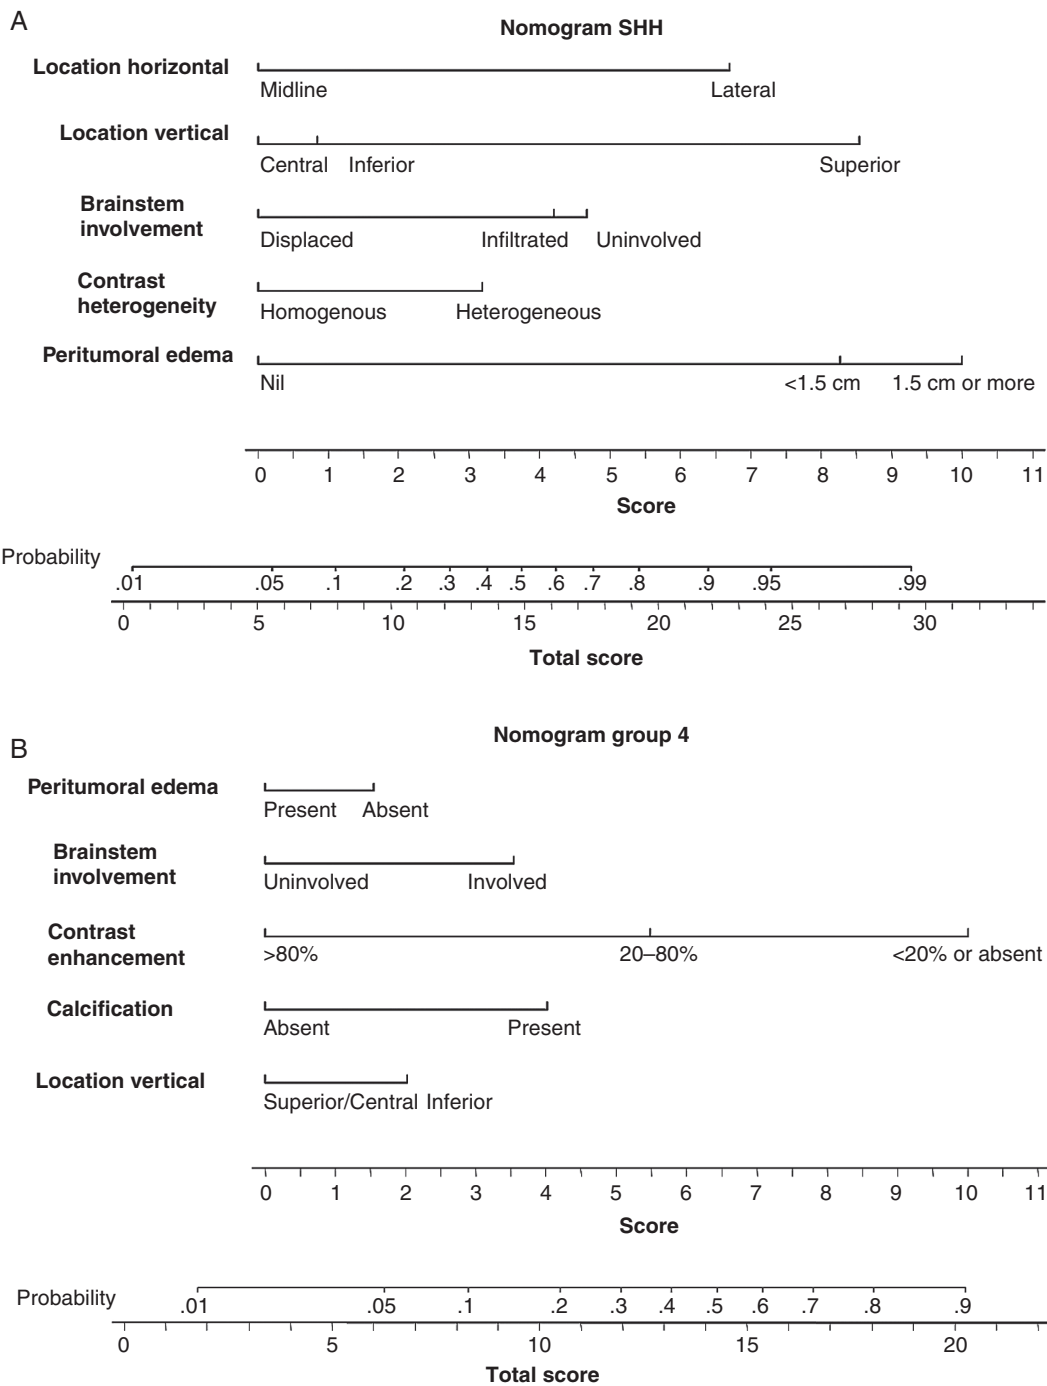 A
Nomogram SHH
Location horizontal
Midline Lateral
Location vertical
Central Inferior Superior
Brainstem
involvement
Displaced Infiltrated Uninvolved
Contrast
heterogeneity
Homogenous Heterogeneous
Peritumoral edema
Nil <1.5 cm 1.5 cm or more
0 1 2 3 4 5 6 7 8 9 10 11
Score
Probability
.01 .05 .1 .2 .3 .4 .5 .6 .7 .8 .9 .95 .99
0 5 10 15 20 25 30
Total score
B
Nomogram group 4
Peritumoral edema
Present Absent
Brainstem
involvement
Uninvolved Involved
Contrast
enhancement
>80% 20–80% <20% or absent
Calcification
Absent Present
Location vertical
Superior/Central Inferior
0 1 2 3 4 5 6 7 8 9 10 11
Score
Probability
.01 .05 .1 .2 .3 .4 .5 .6 .7 .8 .9
0 5 10 15 20
Total score